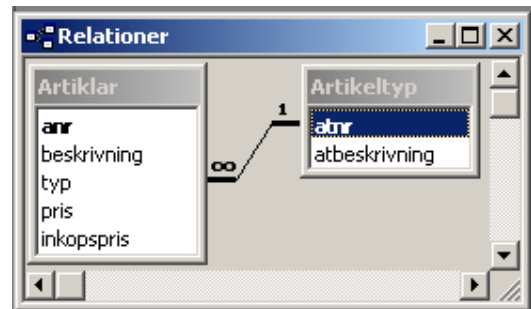 Relationer
Artiklar
anr
beskrivning
typ
pris
inkopspris
∞
1
Artikeltyp
atnr
atbeskrivning